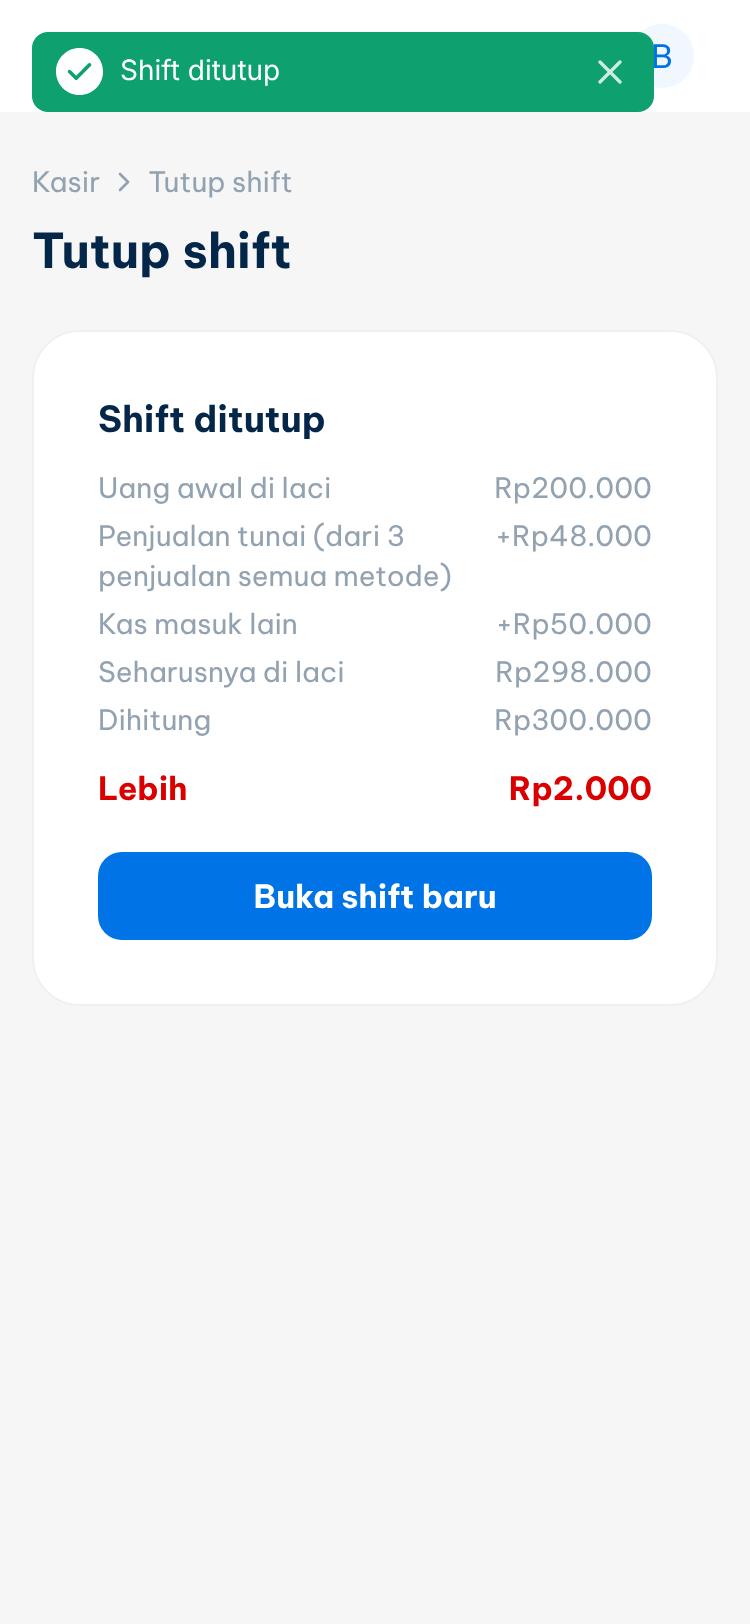 Shift ditutup
B
Kasir > Tutup shift
Tutup shift
Shift ditutup
Uang awal di laci Rp200.000
Penjualan tunai (dari 3 +Rp48.000
penjualan semua metode)
Kas masuk lain +Rp50.000
Seharusnya di laci Rp298.000
Dihitung Rp300.000
Lebih Rp2.000
Buka shift baru